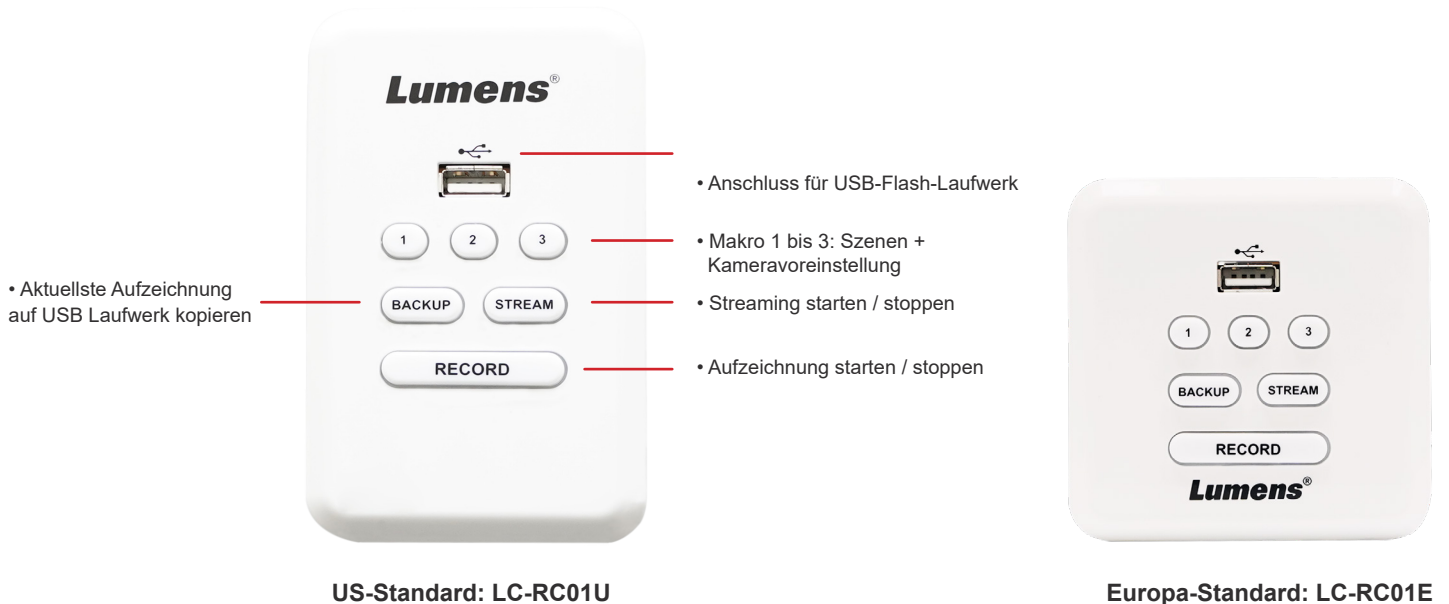 Lumens®
• Anschluss für USB-Flash-Laufwerk
1 2 3
• Makro 1 bis 3: Szenen +
Kameravoreinstellung
• Aktuellste Aufzeichnung
auf USB Laufwerk kopieren
BACKUP STREAM
• Streaming starten / stoppen
RECORD
• Aufzeichnung starten / stoppen
US-Standard: LC-RC01U
1 2 3
BACKUP STREAM
RECORD
Lumens®
Europa-Standard: LC-RC01E